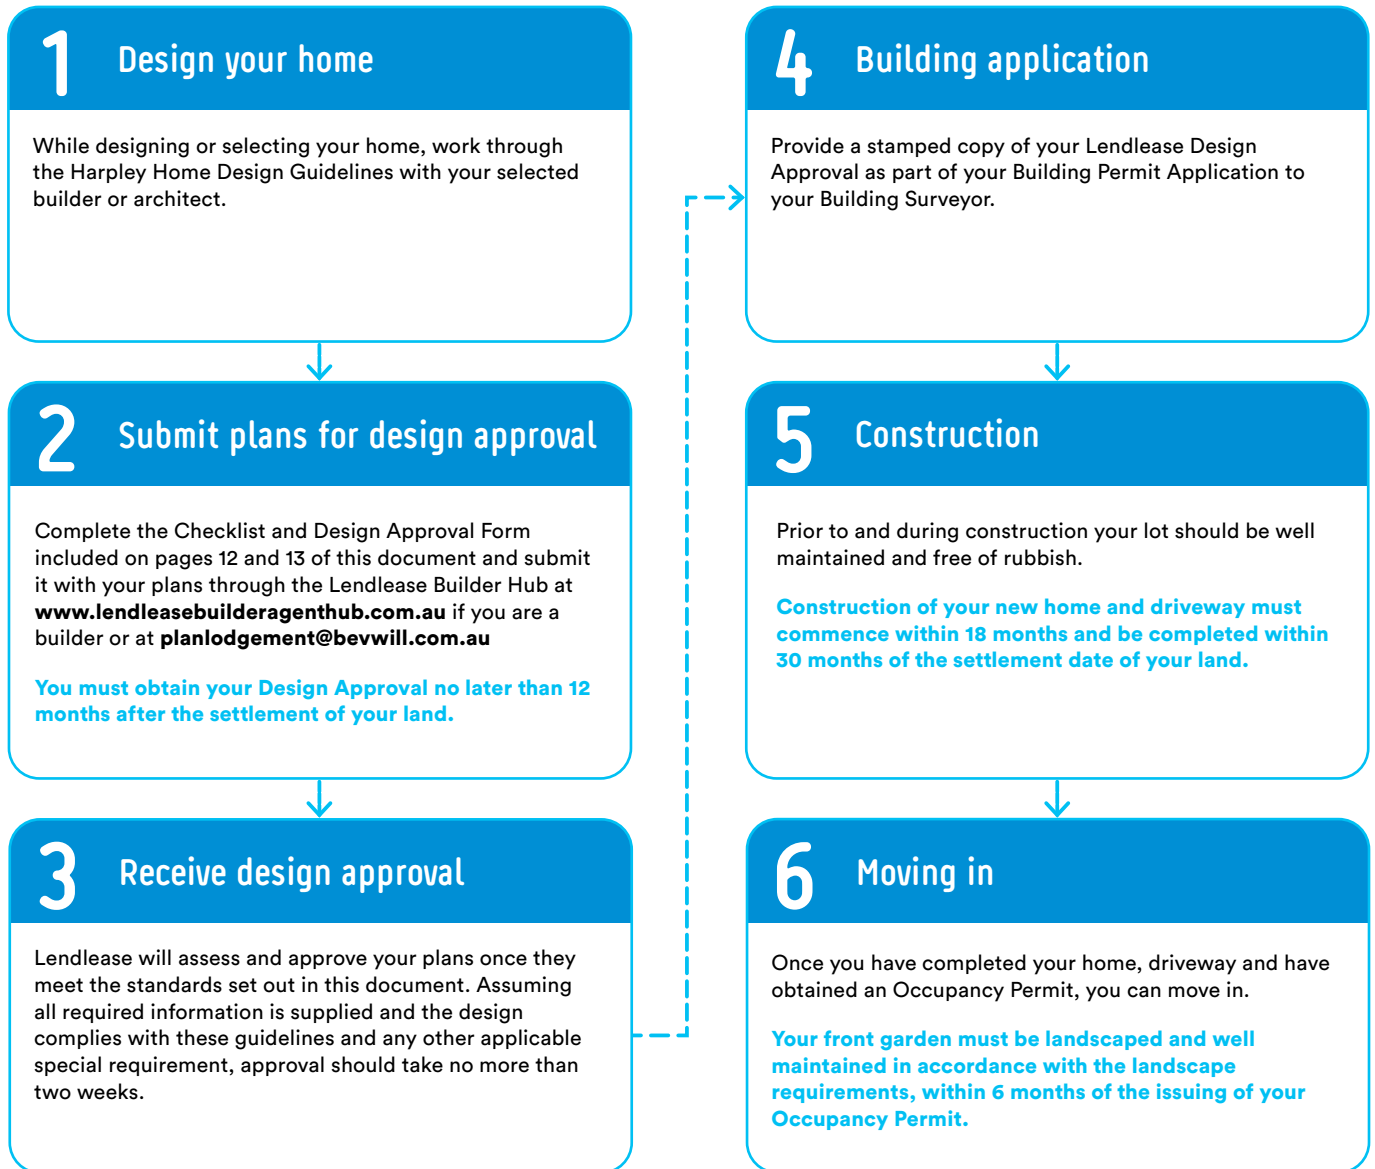 1 Design your home
While designing or selecting your home, work through
the Harpley Home Design Guidelines with your selected
builder or architect.
2 Submit plans for design approval
Complete the Checklist and Design Approval Form
included on pages 12 and 13 of this document and submit
it with your plans through the Lendlease Builder Hub at
www.lendleasebuilderagenthub.com.au if you are a
builder or at planlodgement@bevwill.com.au
You must obtain your Design Approval no later than 12
months after the settlement of your land.
3 Receive design approval
Lendlease will assess and approve your plans once they
meet the standards set out in this document. Assuming
all required information is supplied and the design
complies with these guidelines and any other applicable
special requirement, approval should take no more than
two weeks.
4 Building application
Provide a stamped copy of your Lendlease Design
Approval as part of your Building Permit Application to
your Building Surveyor.
5 Construction
Prior to and during construction your lot should be well
maintained and free of rubbish.
Construction of your new home and driveway must
commence within 18 months and be completed within
30 months of the settlement date of your land.
6 Moving in
Once you have completed your home, driveway and have
obtained an Occupancy Permit, you can move in.
Your front garden must be landscaped and well
maintained in accordance with the landscape
requirements, within 6 months of the issuing of your
Occupancy Permit.